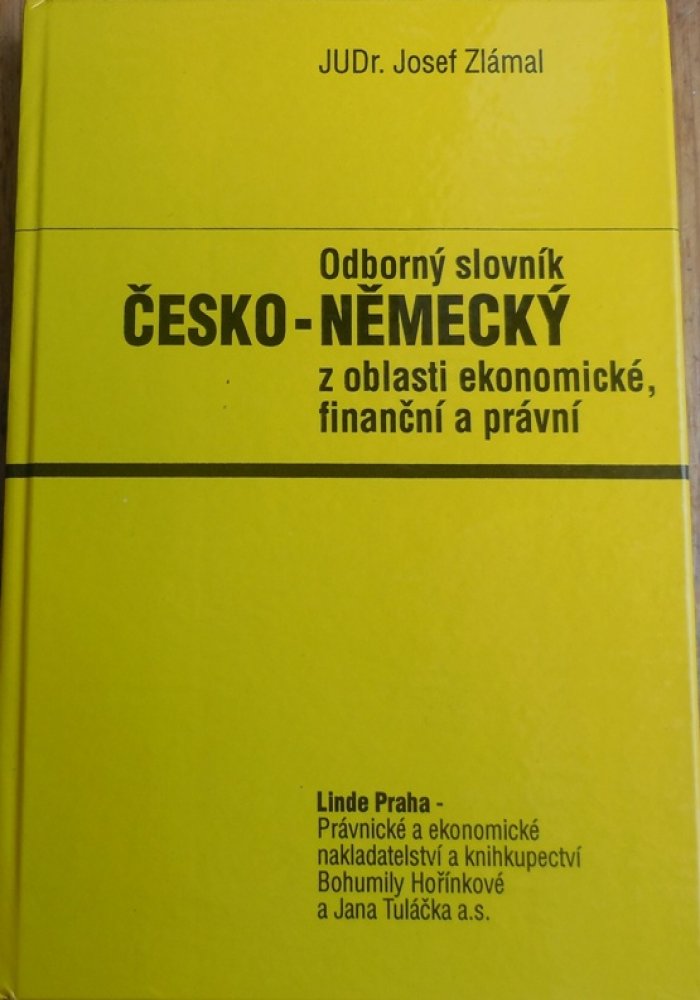 JUDr. Josef Zlámal
Odborný slovník
ČESKO-NĚMECKÝ
z oblasti ekonomické,
finanční a právní
Linde Praha -
Právnické a ekonomické
nakladatelství a knihkupectví
Bohumily Hořínkové
a Jana Tuláčka a.s.